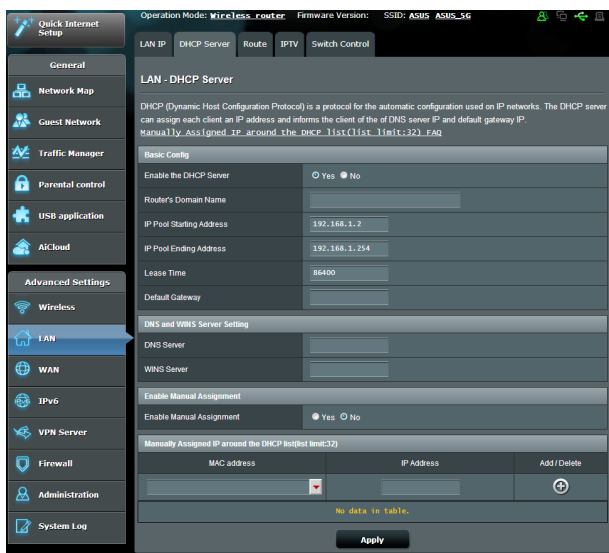 Quick Internet
Setup
General
Network Map
Guest Network
Traffic Manager
Parental control
USB application
AiCloud
Advanced Settings
Wireless
LAN
WAN
IPv6
VPN Server
Firewall
Administration
System Log
Operation Mode: Wireless router Firmware Version: SSID: ASUS ASUS_5G
LAN IP DHCP Server Route IPTV Switch Control
LAN - DHCP Server
DHCP (Dynamic Host Configuration Protocol) is a protocol for the automatic configuration used on IP networks. The DHCP server
can assign each client an IP address and informs the client of the of DNS server IP and default gateway IP.
Manually Assigned IP around the DHCP list(list limit:32) FAQ
Basic Config
Enable the DHCP Server Yes No
Router's Domain Name
IP Pool Starting Address 192.168.1.2
IP Pool Ending Address 192.168.1.254
Lease Time 86400
Default Gateway
DNS and WINS Server Setting
DNS Server
WINS Server
Enable Manual Assignment
Enable Manual Assignment Yes No
Manually Assigned IP around the DHCP list(list limit:32)
MAC address IP Address Add / Delete
No data in table.
Apply